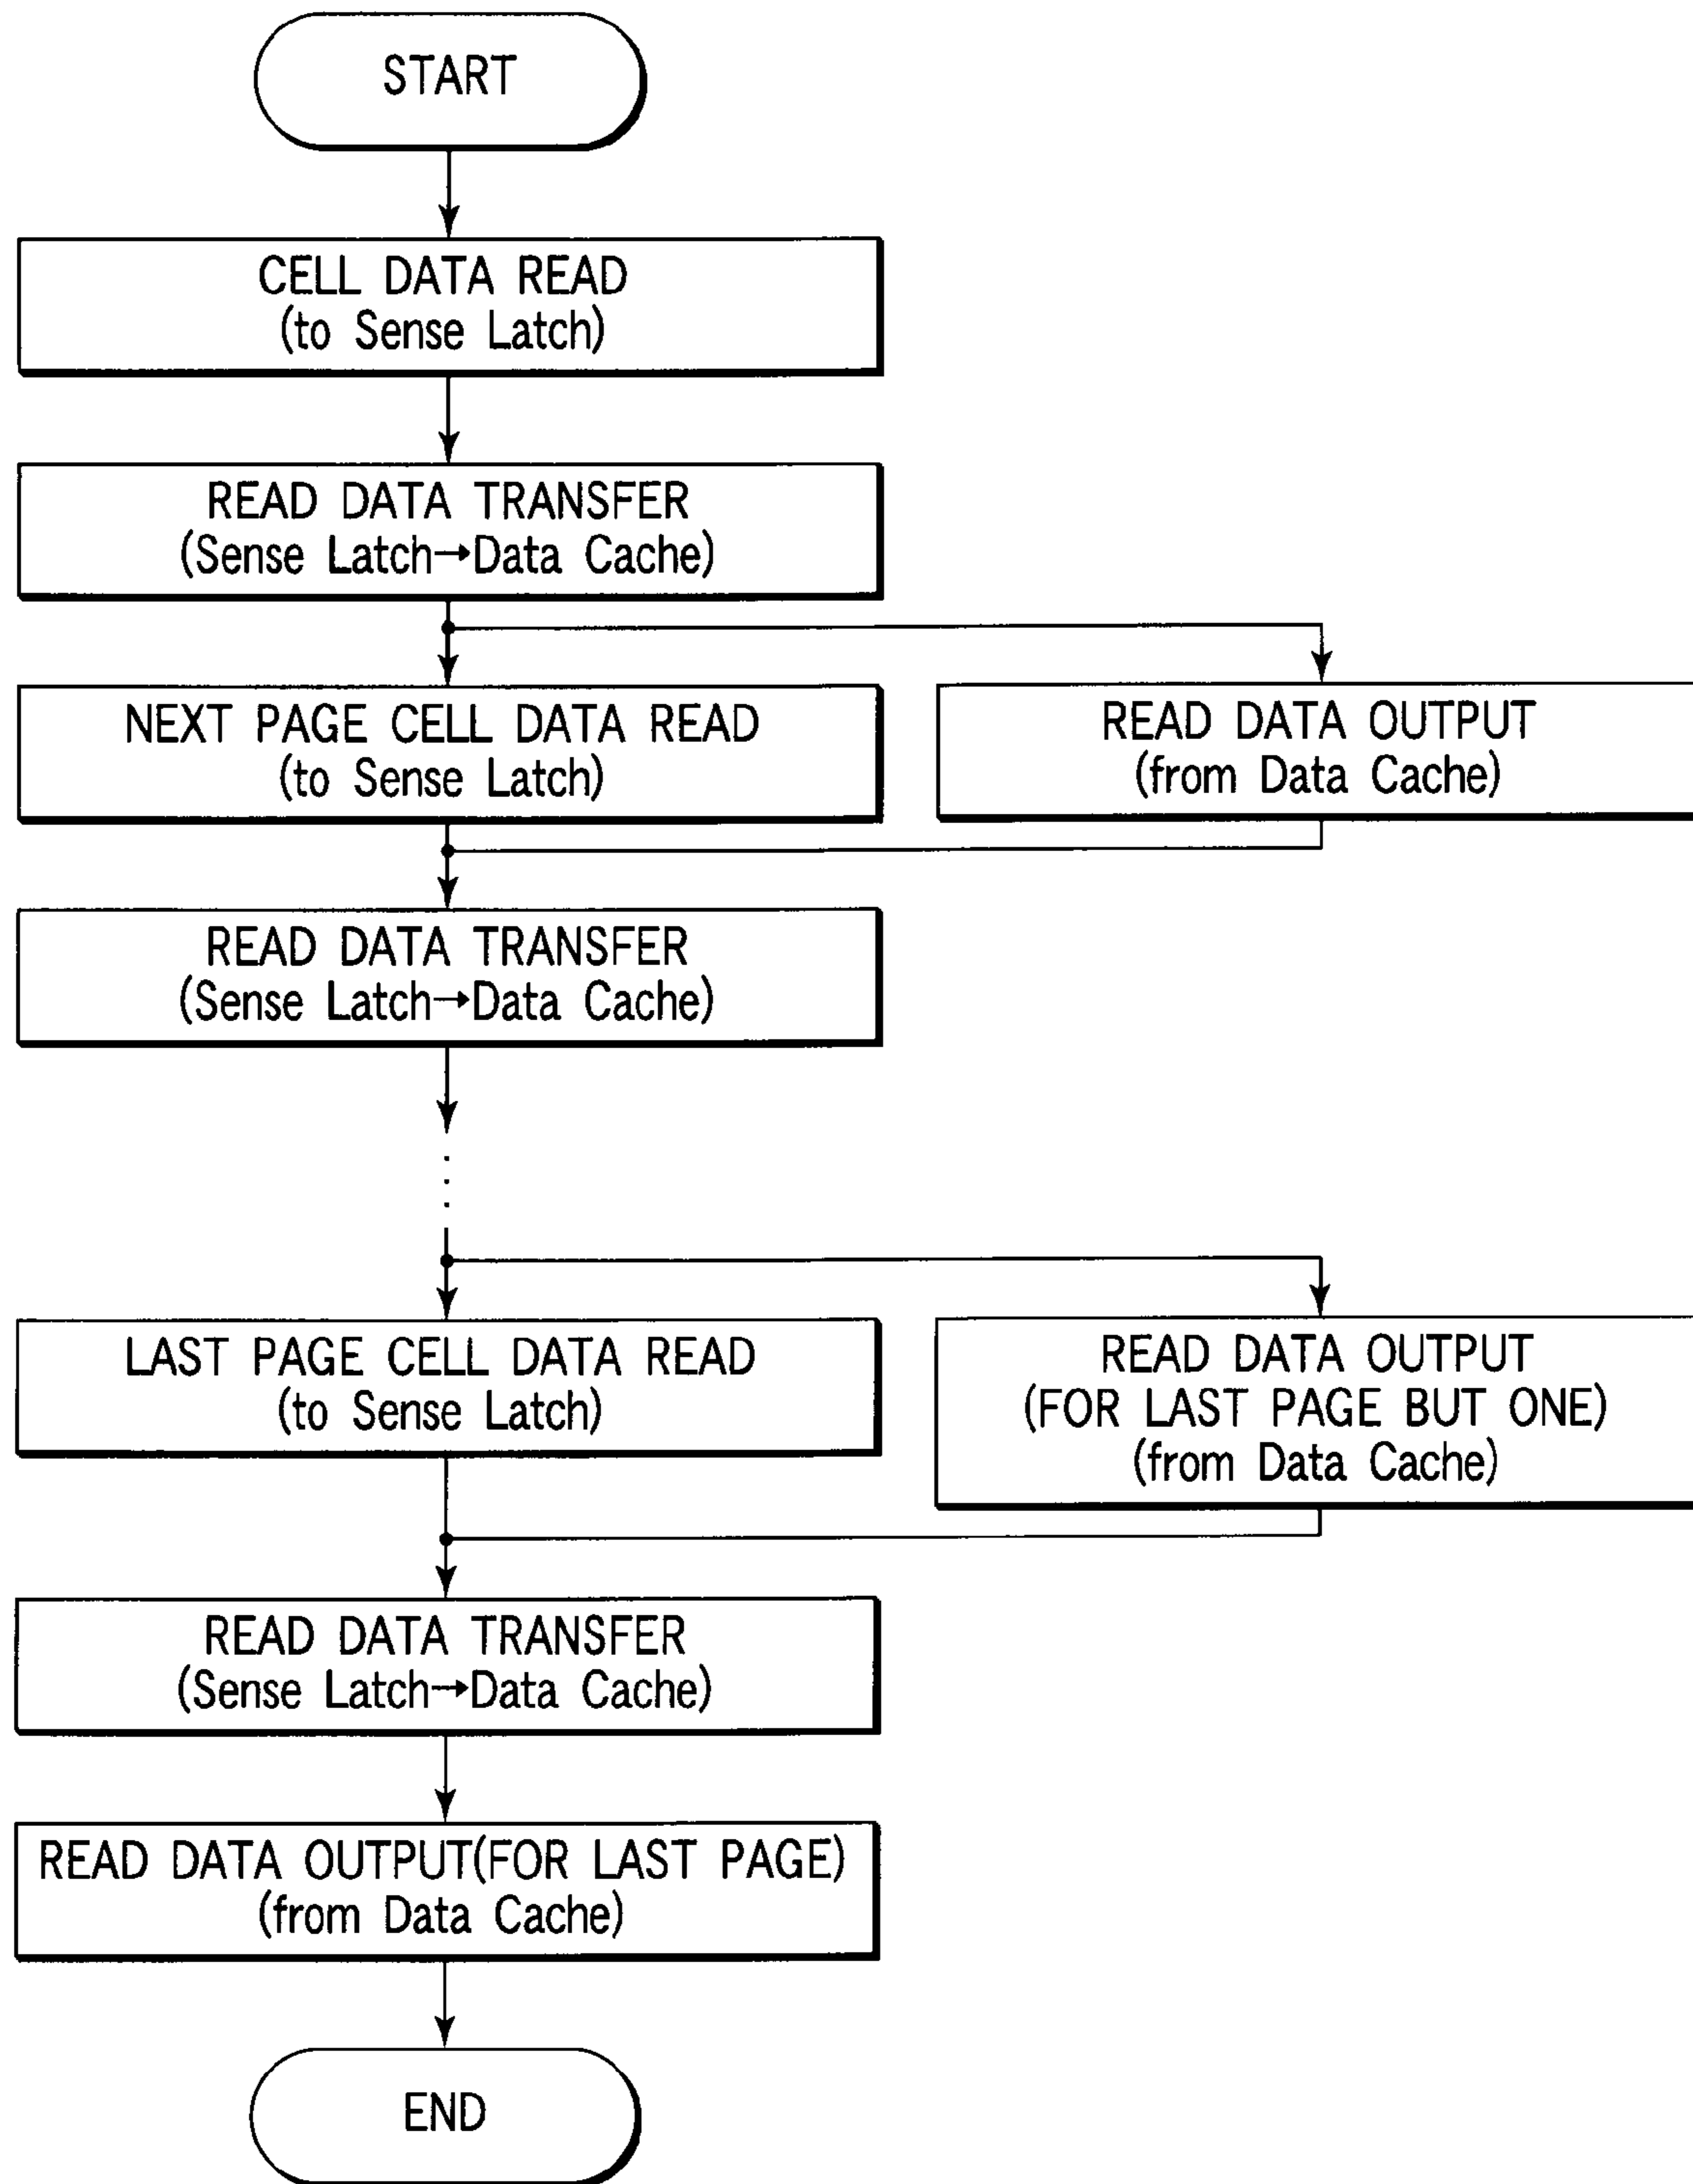 START
CELL DATA READ
(to Sense Latch)
READ DATA TRANSFER
(Sense Latch→Data Cache)
NEXT PAGE CELL DATA READ
(to Sense Latch)
READ DATA OUTPUT
(from Data Cache)
READ DATA TRANSFER
(Sense Latch→Data Cache)
LAST PAGE CELL DATA READ
(to Sense Latch)
READ DATA OUTPUT
(FOR LAST PAGE BUT ONE)
(from Data Cache)
READ DATA TRANSFER
(Sense Latch→Data Cache)
READ DATA OUTPUT(FOR LAST PAGE)
(from Data Cache)
END